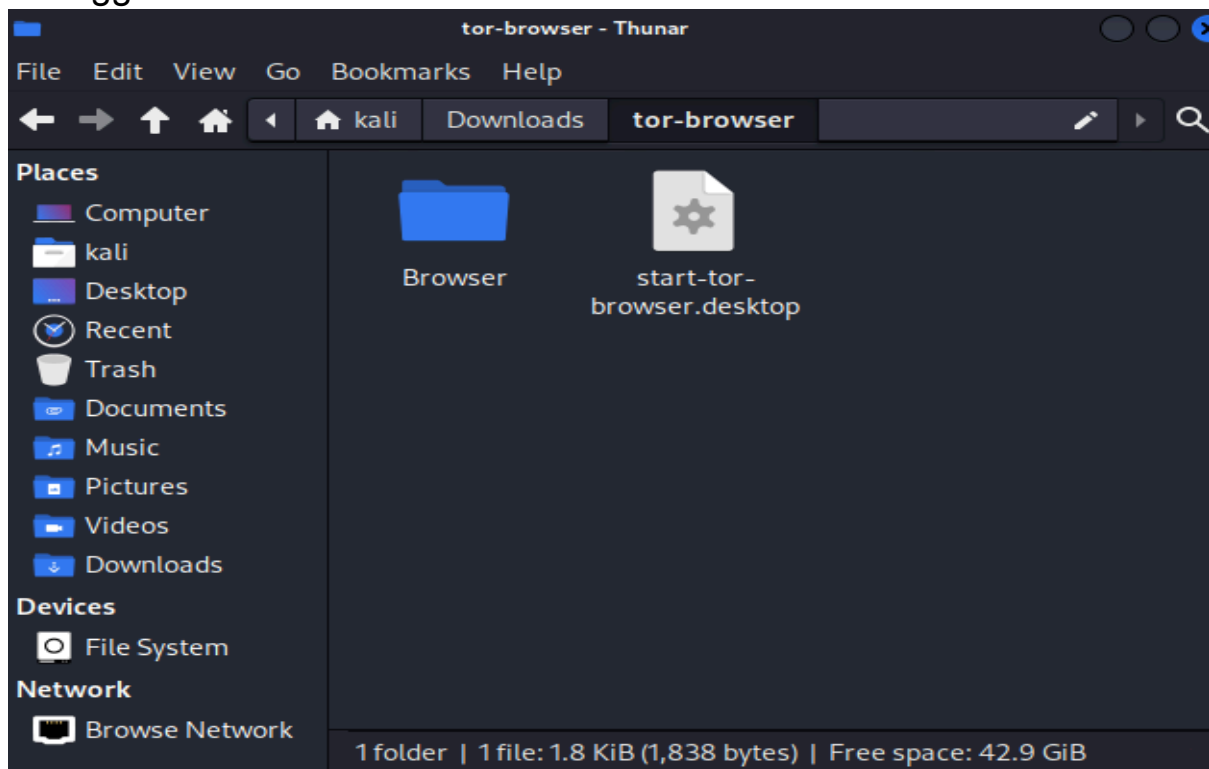 tor-browser - Thunar
File Edit View Go Bookmarks Help
kali Downloads tor-browser
Places
Computer
kali
Desktop
Recent
Trash
Documents
Music
Pictures
Videos
Downloads
Devices
File System
Network
Browse Network
Browser
start-tor-
browser.desktop
1 folder | 1 file: 1.8 KiB (1,838 bytes) | Free space: 42.9 GiB